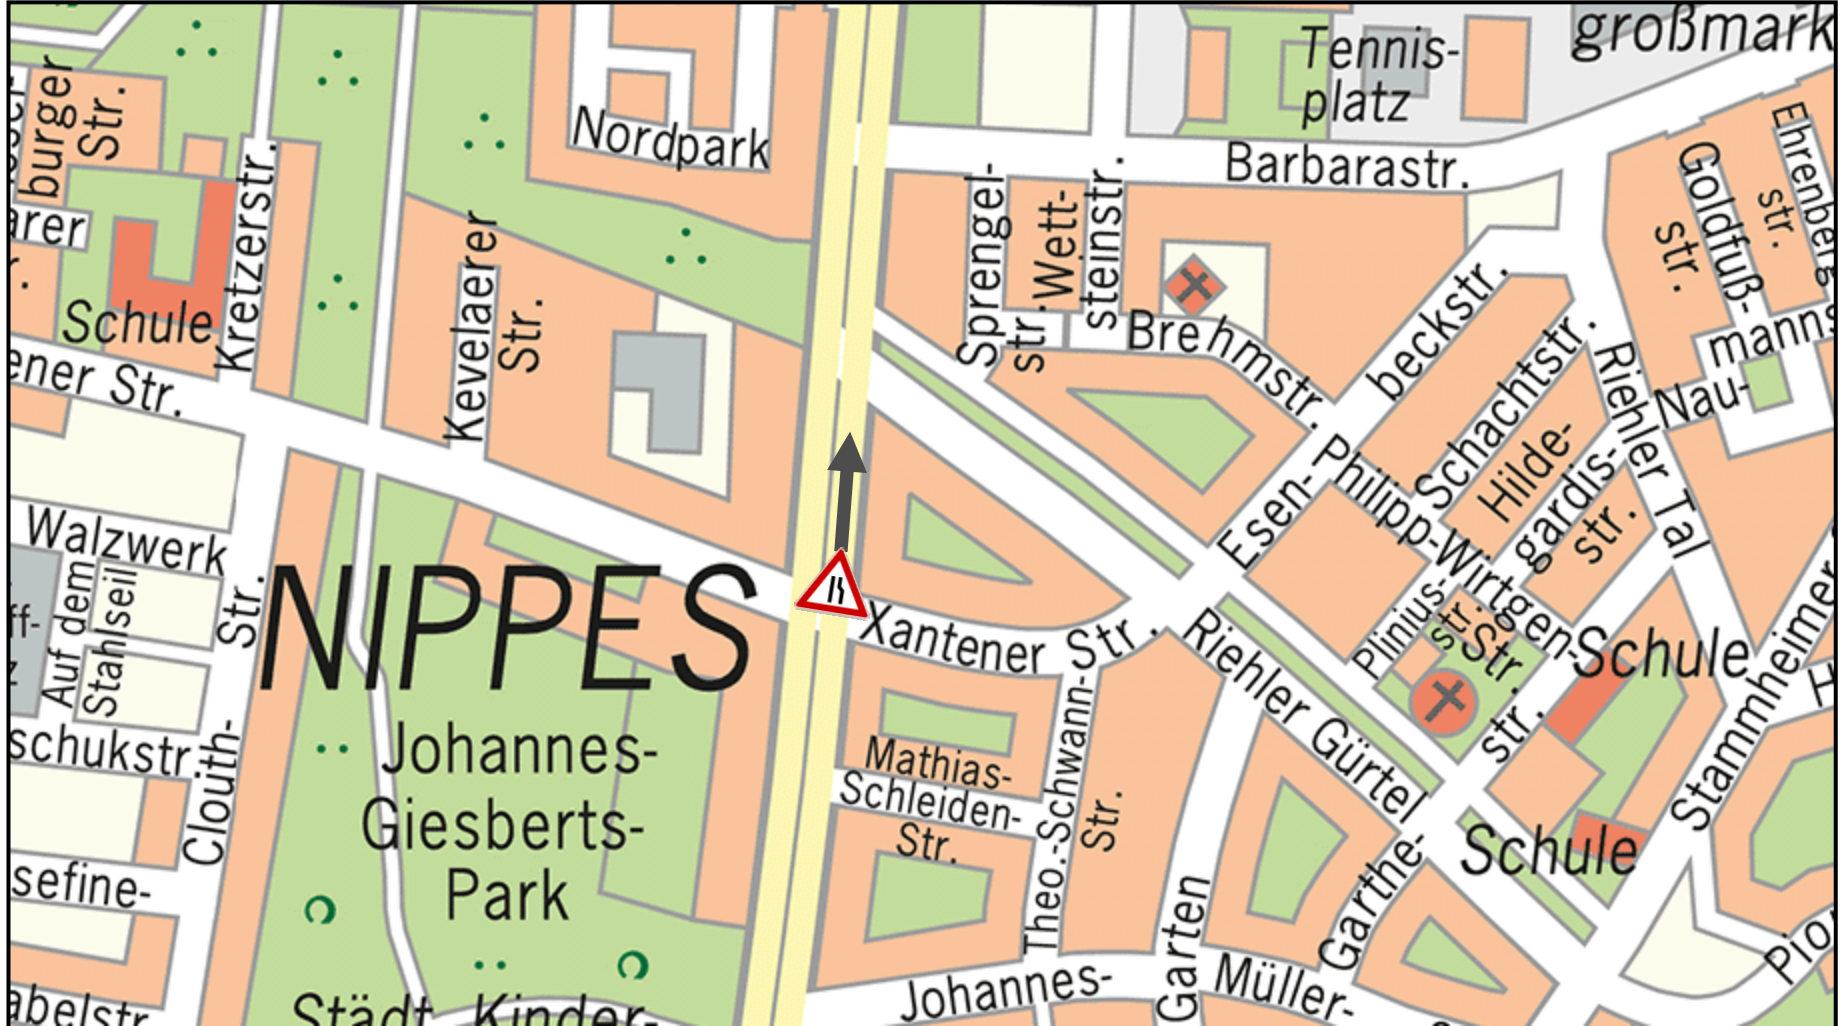 großmark
Tennis-
platz
Nordpark
Barbarastr.
burger
Str.
Ehrenberg
str.
Goldfuß-
str.
Kretzerstr.
Sprengel-
str.
Wett-
steinstr.
arer
r.
Schule
Kevelaerer
Str.
Brehmstr.
beckstr.
Esen-
manns
Nau-
ener Str.
Schachtstr.
Riehler Tal
Hilde-
gardis-
str.
Philipp-Wirtgen-
Str.
Walzwerk
NIPPES
Xantener Str.
Plinius-
str.
Schule
Stammheimer
H
ff-
z
Auf dem
Stahlseil
Str.
Clouth-
Riehler Gürtel
schukstr.
Johannes-
Giesberts-
Park
Mathias-
Schleiden-
Str.
Theo.-Schwann-
Str.
Garthe-
str.
Schule
sefine-
Garten
Johannes-
Müller-
Pio
abelstr.
Städt. Kinder-